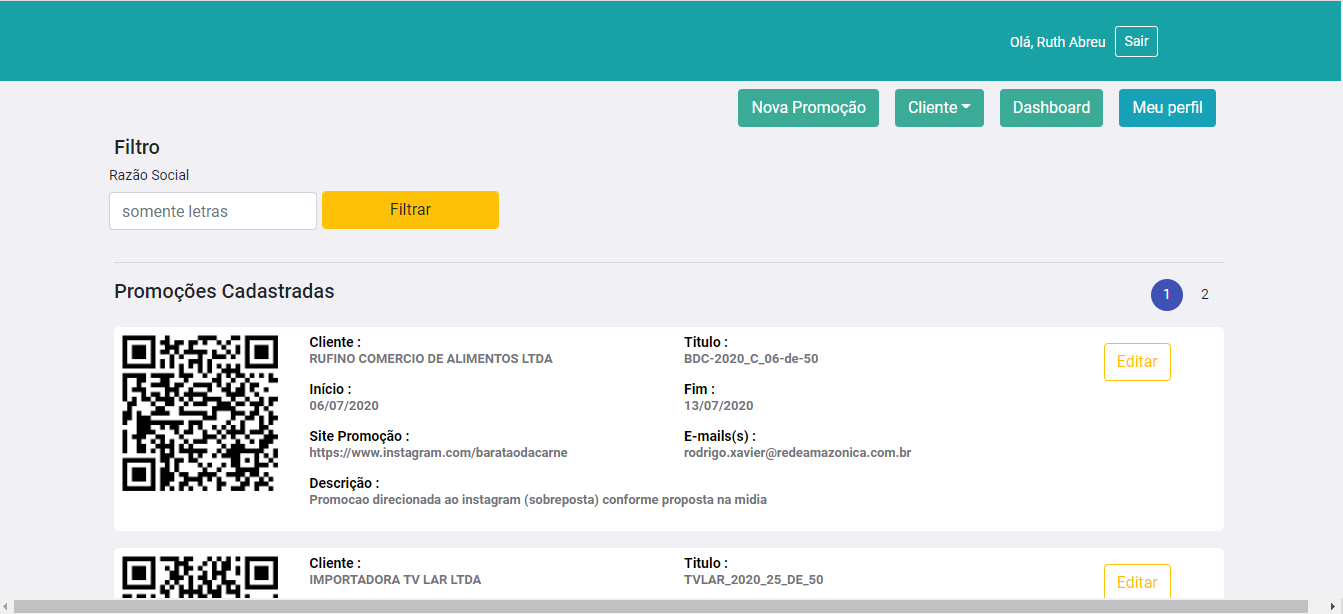 Olá, Ruth Abreu Sair
Nova Promoção Cliente Dashboard Meu perfil
Filtro
Razão Social
somente letras Filtrar
Promoções Cadastradas 1 2
Cliente : Titulo :
RUFINO COMERCIO DE ALIMENTOS LTDA BDC-2020_C_06-de-50
Editar
Início : Fim :
06/07/2020 13/07/2020
Site Promoção : E-mails(s) :
https://www.instagram.com/barataodacarne rodrigo.xavier@redeamazonica.com.br
Descrição :
Promocao direcionada ao instagram (sobreposta) conforme proposta na midia
Cliente : Titulo :
IMPORTADORA TV LAR LTDA TVLAR_2020_25_DE_50
Editar